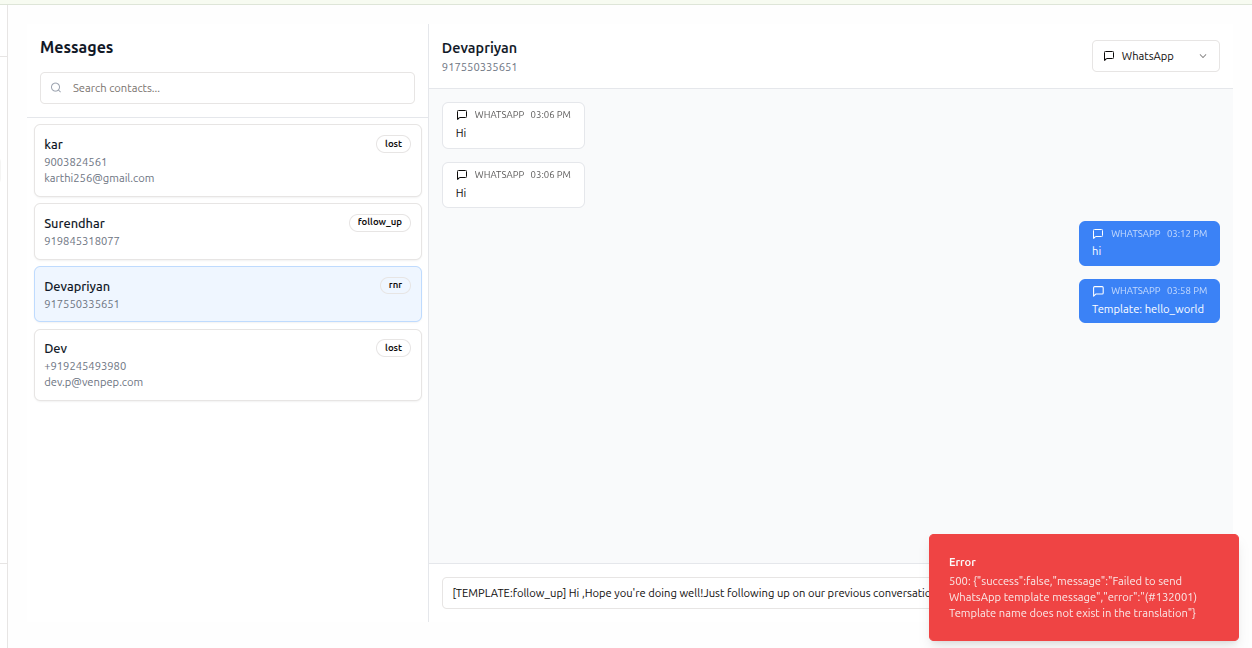 Messages
Search contacts...
kar
lost
9003824561
karthi256@gmail.com
Surendhar
follow_up
919845318077
Devapriyan
rnr
917550335651
Dev
lost
+919245493980
dev.p@venpep.com
Devapriyan
917550335651
WhatsApp
WHATSAPP 03:06 PM
Hi
WHATSAPP 03:06 PM
Hi
WHATSAPP 03:12 PM
hi
WHATSAPP 03:58 PM
Template: hello_world
[TEMPLATE:follow_up] Hi ,Hope you're doing well!Just following up on our previous
Error
500: {"success":false,"message":"Failed to send
WhatsApp template message","error":"(#132001)
Template name does not exist in the translation"}